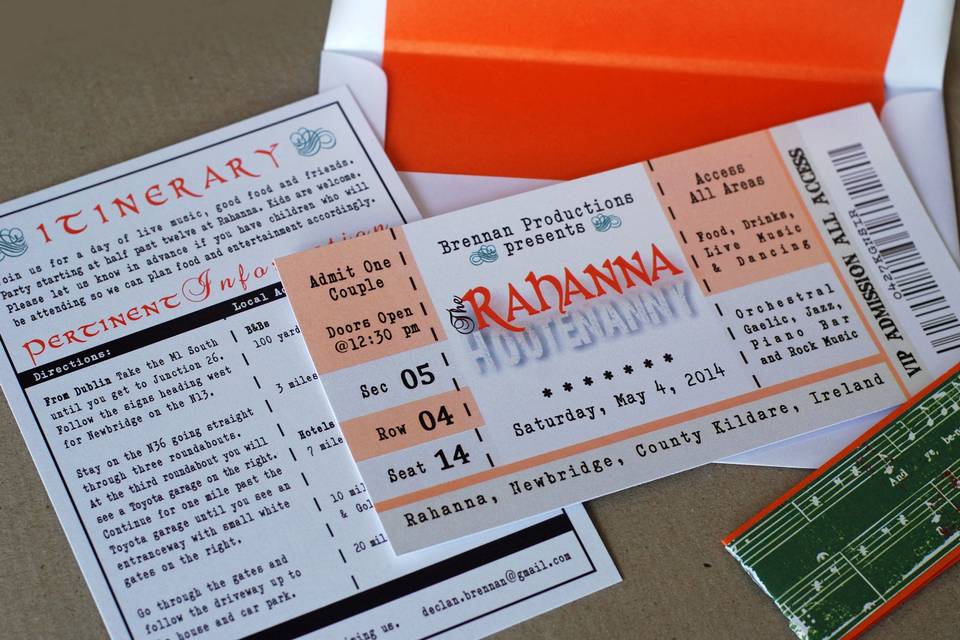 ITINERARY
Join us for a day of live music, good food and friends.
Party starting at half past twelve at Rahanna. Kids are welcome.
Please let us know in advance if you have children who will
be attending so we can plan food and entertainment accordingly.
PERTINENT Information
Directions:
Local
From Dublin Take the M1 South
until you get to Junction 26.
Follow the signs heading west
for Newbridge on the N13.
Stay on the N36 going straight
through three roundabouts.
At the third roundabout you will
see a Toyota garage on the right.
Continue for one mile past the
Toyota garage until you see an
entranceway with small white
gates on the right.
Go through the gates and
follow the driveway up to
house and car park.
B&Bs
100 yard
3 miles
Hotels
7 mile
10 mil
&
20 mil
us.
declan.brennan@gmail.com
Admit One
Couple
Doors Open
@12:30 pm
Sec 05
Row 04
Seat 14
Brennan Productions
presents
The RAHANNA
HOOTENANNY
*******
Saturday, May 4, 2014
Access
All Areas
Food, Drinks,
Live Music
& Dancing
Orchestral
Gaelic, Jazz,
Piano Bar
and Rock Music
Rahanna, Newbridge, County Kildare, Ireland
VIP ADMISSION ALL ACCESS
And